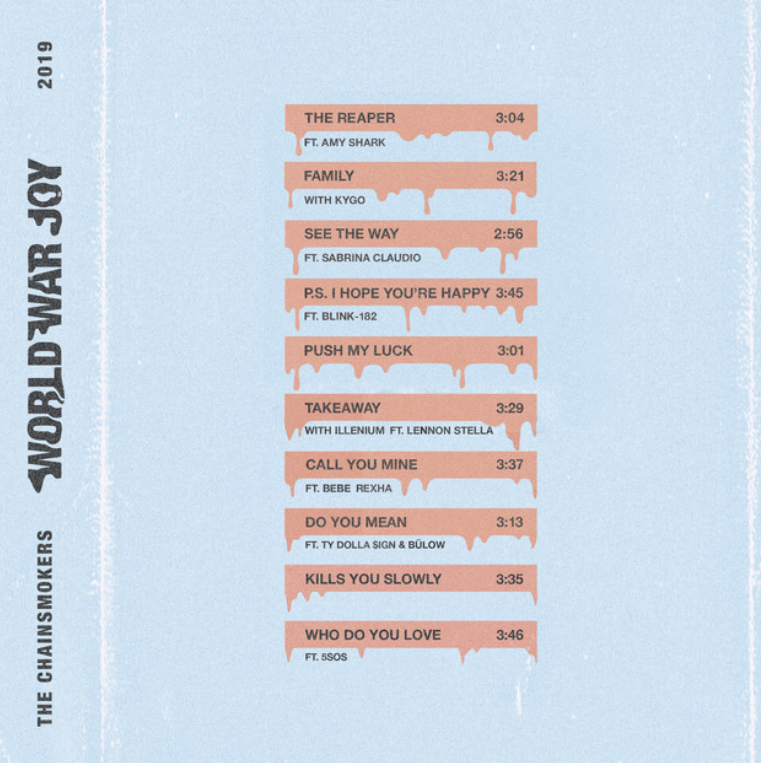 2019
WORLD WAR JOY
THE CHAINSMOKERS
THE REAPER 3:04
FT. AMY SHARK
FAMILY 3:21
WITH KYGO
SEE THE WAY 2:56
FT. SABRINA CLAUDIO
P.S. I HOPE YOU'RE HAPPY 3:45
FT. BLINK-182
PUSH MY LUCK 3:01
TAKEAWAY 3:29
WITH ILLENIUM FT. LENNON STELLA
CALL YOU MINE 3:37
FT. BEBE REXHA
DO YOU MEAN 3:13
FT. TY DOLLA $IGN & BÜLOW
KILLS YOU SLOWLY 3:35
WHO DO YOU LOVE 3:46
FT. 5SOS